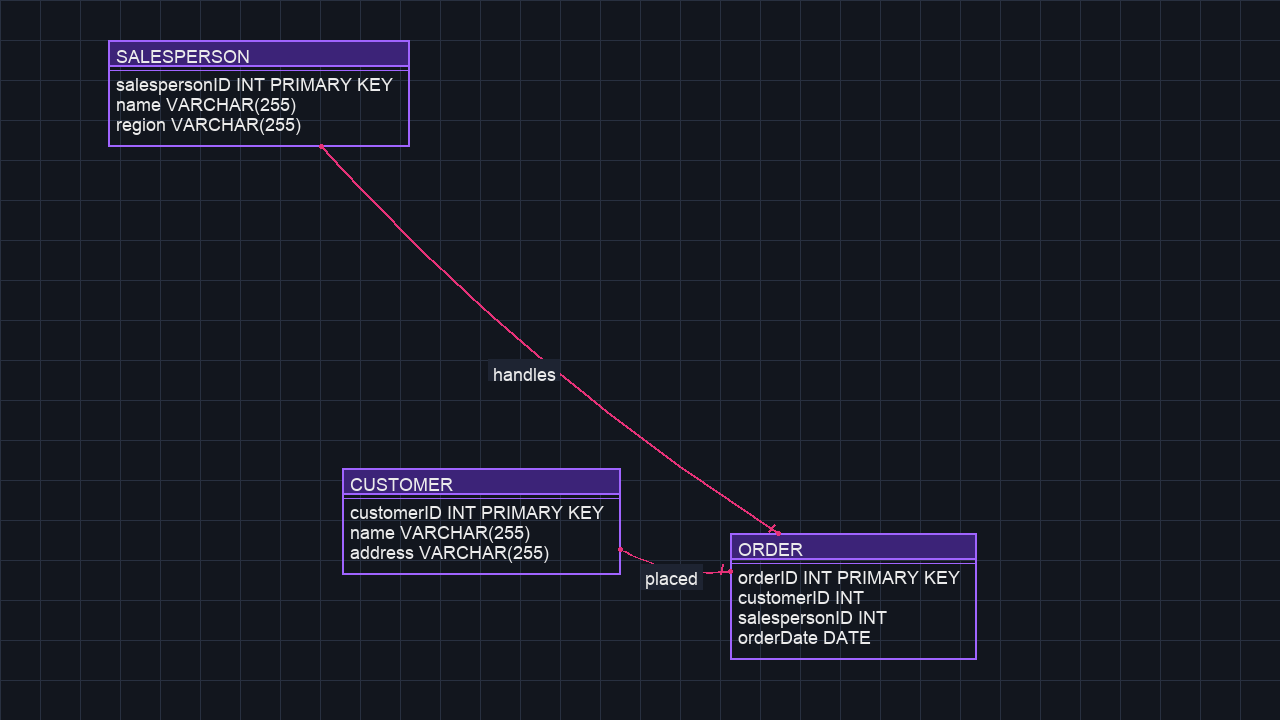 SALESPERSON
salespersonID INT PRIMARY KEY
name VARCHAR(255)
region VARCHAR(255)
handles
CUSTOMER
customerID INT PRIMARY KEY
name VARCHAR(255)
address VARCHAR(255)
placed
ORDER
orderID INT PRIMARY KEY
customerID INT
salespersonID INT
orderDate DATE